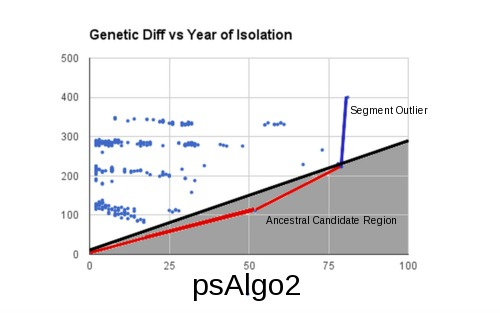 Genetic Diff vs Year of Isolation
500
400
300
200
100
0
0 25 50 75 100
Segment Outlier
Ancestral Candidate Region
psAlgo2